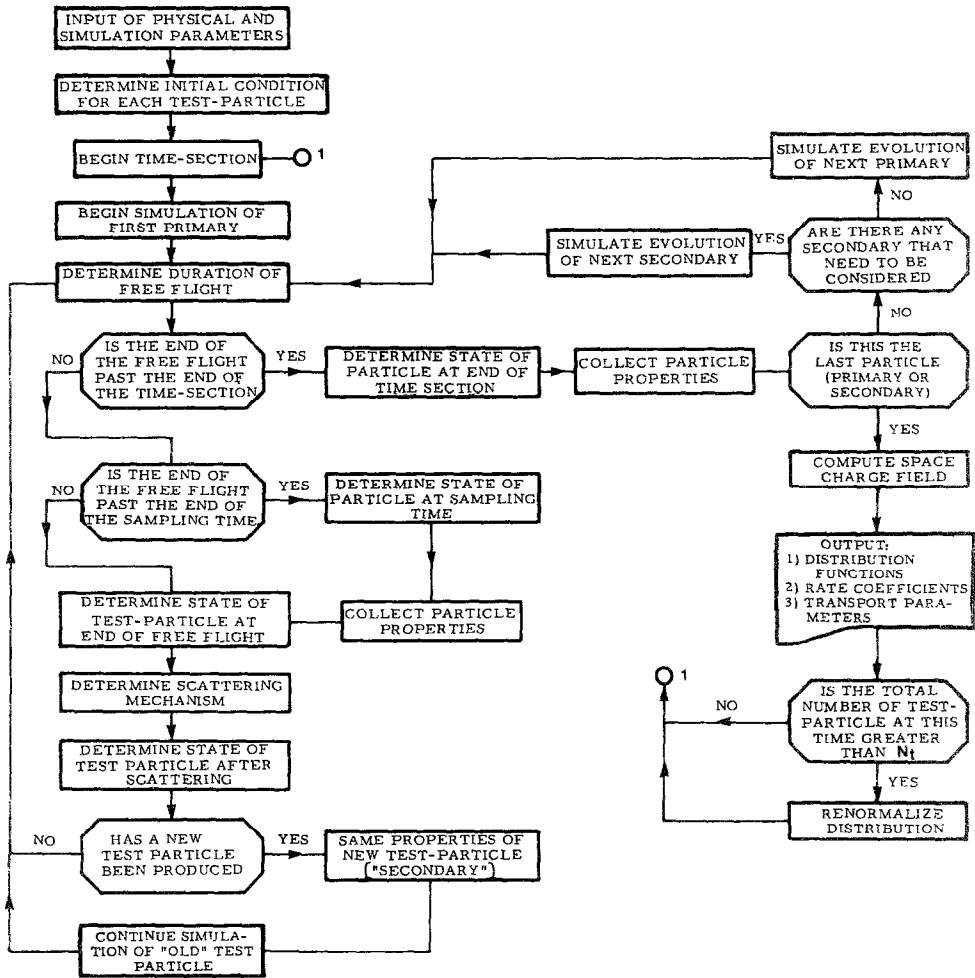 INPUT OF PHYSICAL AND
SIMULATION PARAMETERS
DETERMINE INITIAL CONDITION
FOR EACH TEST-PARTICLE
BEGIN TIME-SECTION
1
BEGIN SIMULATION OF
FIRST PRIMARY
DETERMINE DURATION OF
FREE FLIGHT
NO
IS THE END OF
THE FREE FLIGHT
PAST THE END OF
THE TIME-SECTION
YES
DETERMINE STATE OF
PARTICLE AT END OF
TIME SECTION
COLLECT PARTICLE
PROPERTIES
NO
IS THE END OF
THE FREE FLIGHT
PAST THE END OF
THE SAMPLING TIME
YES
DETERMINE STATE OF
PARTICLE AT SAMPLING
TIME
COLLECT PARTICLE
PROPERTIES
DETERMINE STATE OF
TEST-PARTICLE AT
END OF FREE FLIGHT
DETERMINE SCATTERING
MECHANISM
DETERMINE STATE OF
TEST PARTICLE AFTER
SCATTERING
NO
HAS A NEW
TEST PARTICLE
BEEN PRODUCED
YES
SAME PROPERTIES OF
NEW TEST-PARTICLE
("SECONDARY")
CONTINUE SIMULA-
TION OF "OLD" TEST
PARTICLE
SIMULATE EVOLUTION
OF NEXT PRIMARY
NO
SIMULATE EVOLUTION
OF NEXT SECONDARY
YES
ARE THERE ANY
SECONDARY THAT
NEED TO BE
CONSIDERED
NO
IS THIS THE
LAST PARTICLE
(PRIMARY OR
SECONDARY)
YES
COMPUTE SPACE
CHARGE FIELD
OUTPUT:
1) DISTRIBUTION
FUNCTIONS
2) RATE COEFFICIENTS
3) TRANSPORT PARA-
METERS
1
NO
IS THE TOTAL
NUMBER OF TEST-
PARTICLE AT THIS
TIME GREATER
THAN Nt
YES
RENORMALIZE
DISTRIBUTION